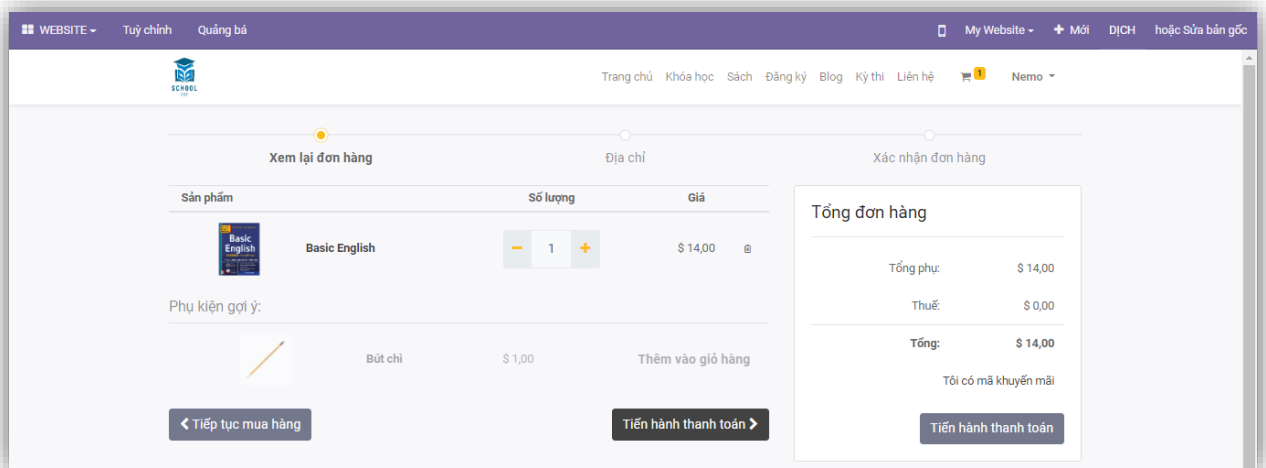 WEBSITE Tuỳ chỉnh Quảng bá My Website + Mới DỊCH hoặc Sửa bản gốc
SCHOOL
Trang chủ Khóa học Sách Đăng ký Blog Kỳ thi Liên hệ 1 Nemo
Xem lại đơn hàng Địa chỉ Xác nhận đơn hàng
Sản phẩm Số lượng Giá
Basic
English
Basic English − 1 + $ 14,00
Phụ kiện gợi ý:
Bút chì $ 1,00 Thêm vào giỏ hàng
Tiếp tục mua hàng Tiến hành thanh toán
Tổng đơn hàng
Tổng phụ: $ 14,00
Thuế: $ 0,00
Tổng: $ 14,00
Tôi có mã khuyến mãi
Tiến hành thanh toán